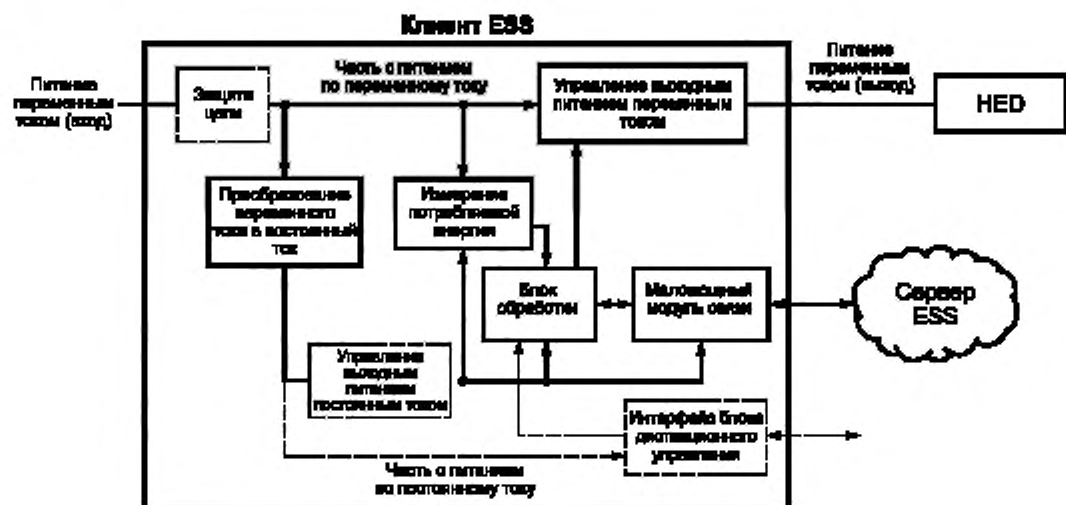 Клиент ESS
Питание
переменным
током (вход)
Защита
цепи
Часть с питанием
по переменному току
Управление выходным
питанием переменным
током
Питание
переменным
током (выход)
HED
Преобразование
переменного
тока в постоянный
ток
Измерение
потребляемой
энергии
Блок
обработки
Маломощный
модуль связи
Сервер
ESS
Управление
выходным
питанием
постоянным током
Интерфейс блока
дистанционного
управления
Часть с питанием
по постоянному току